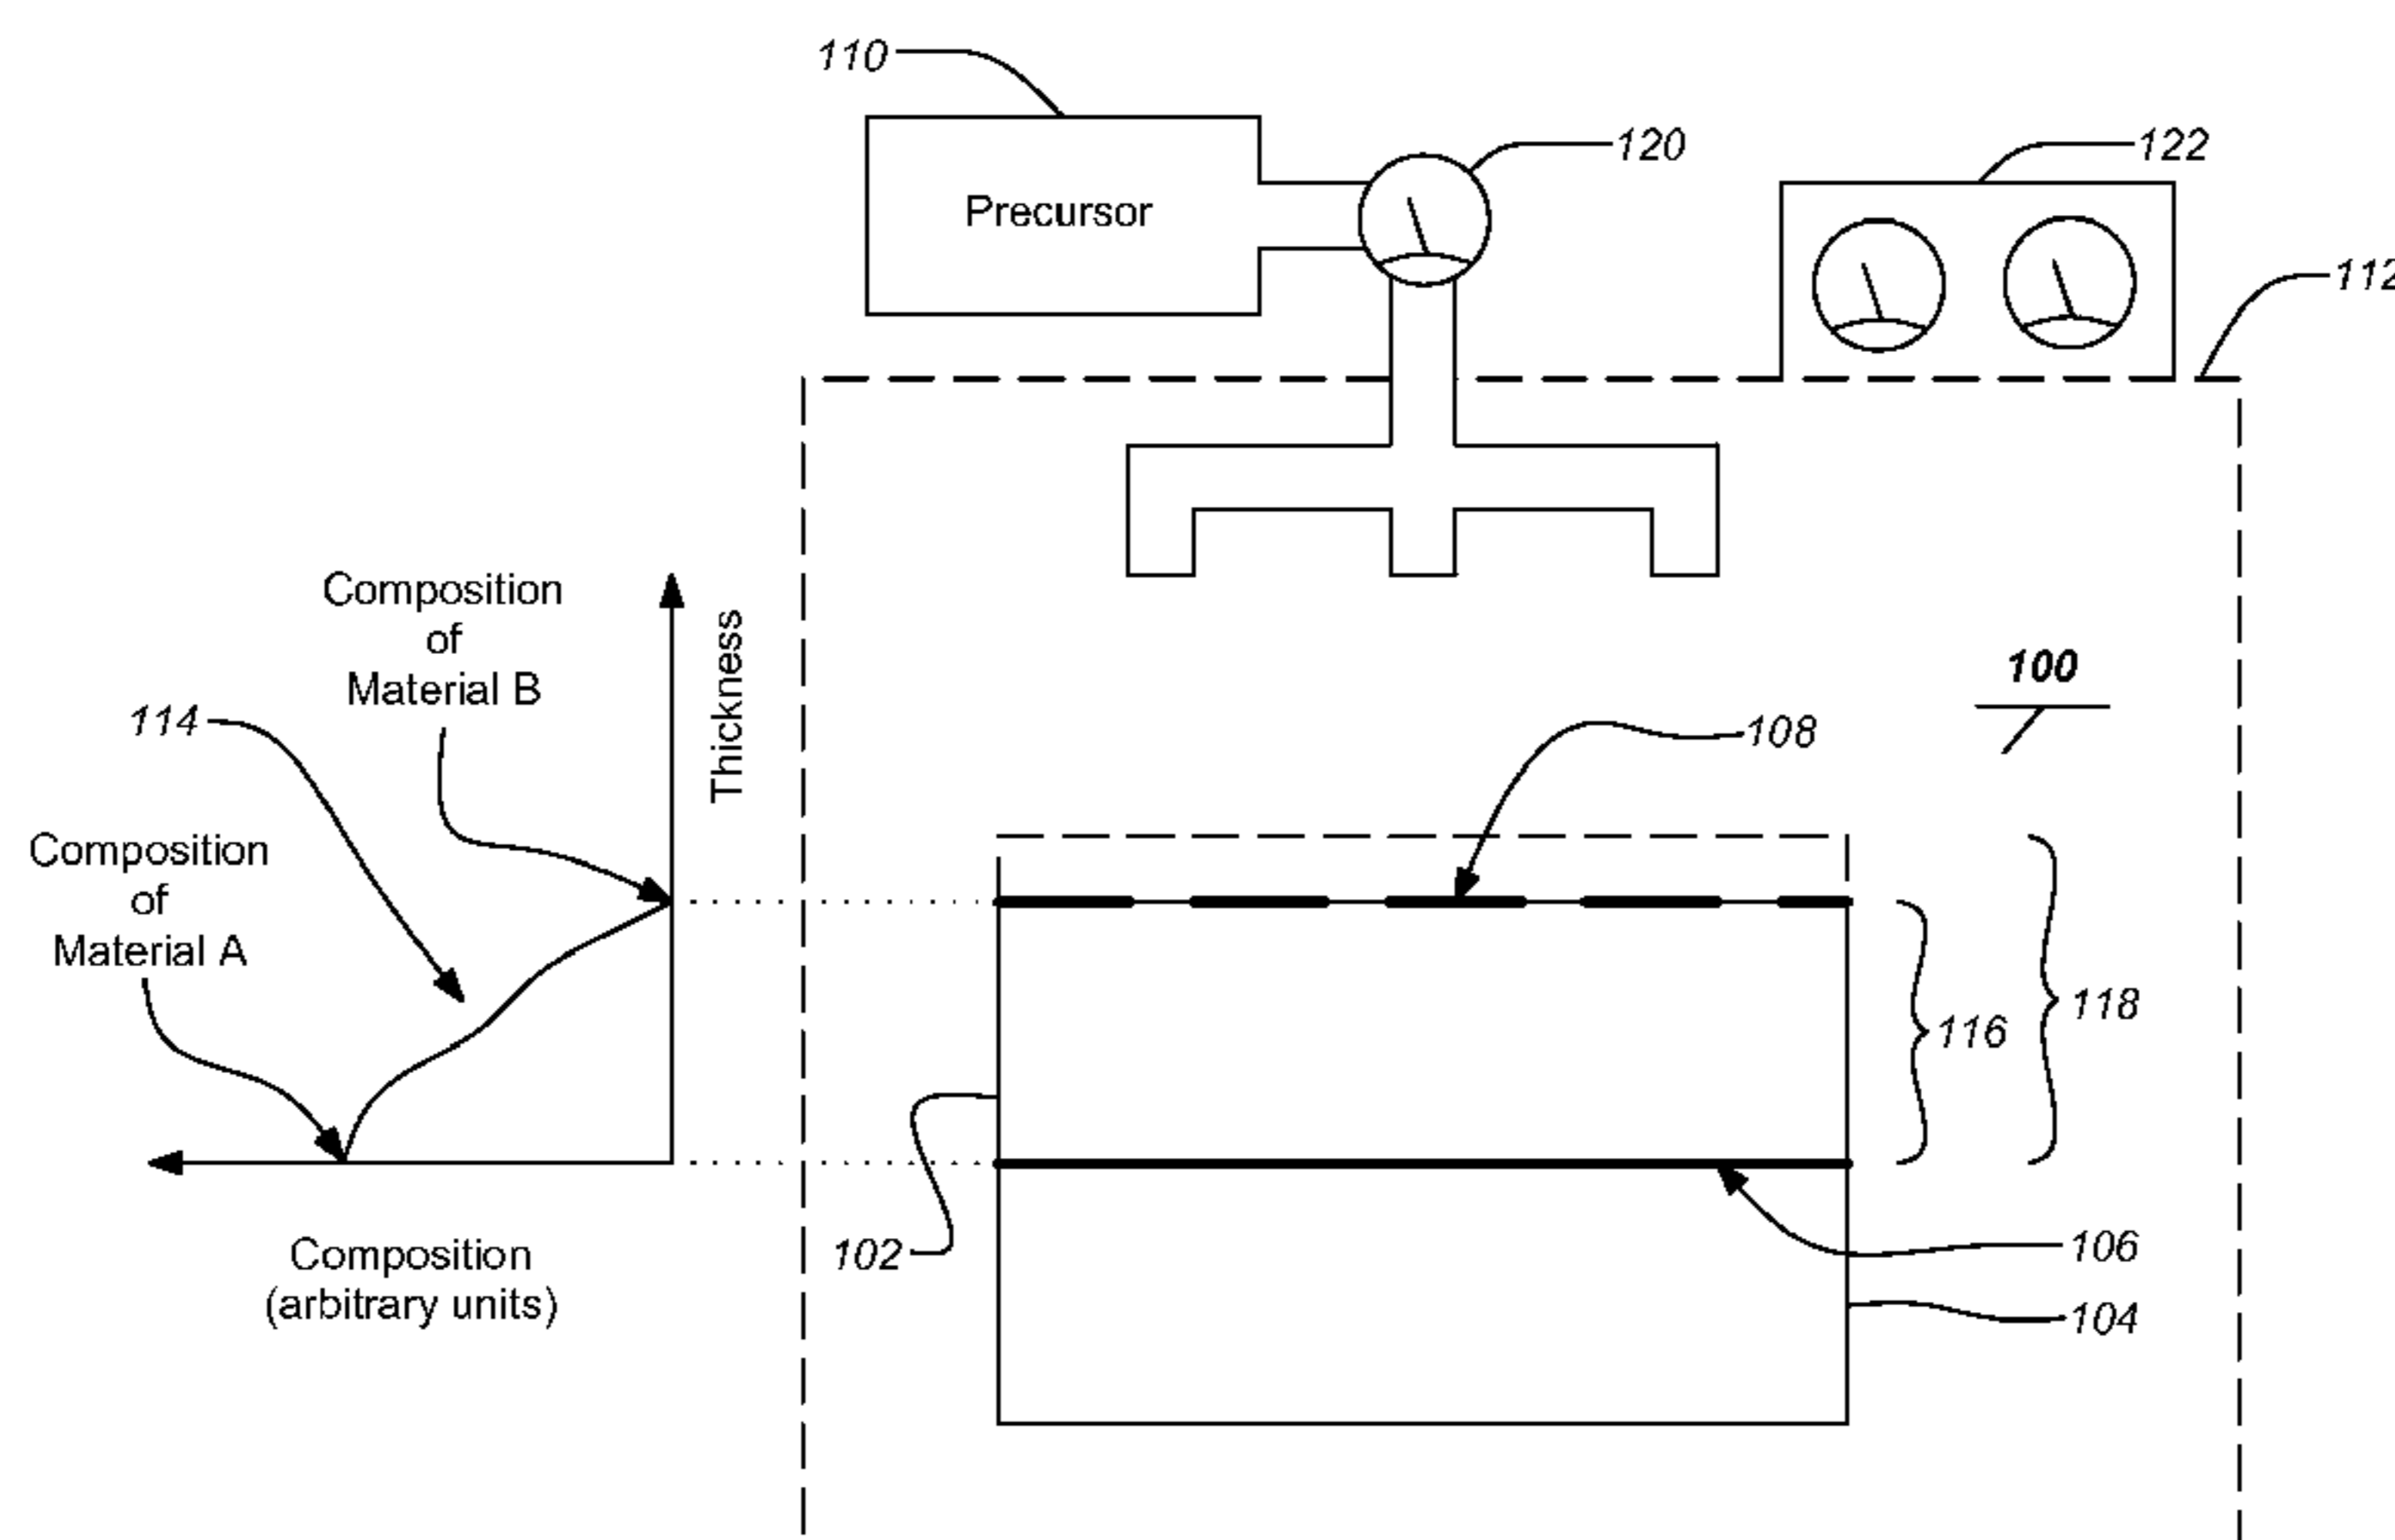 110
Precursor
120
122
112
Composition
of
Material B
Thickness
100
114
108
Composition
of
Material A
118
116
102
106
Composition
(arbitrary units)
104